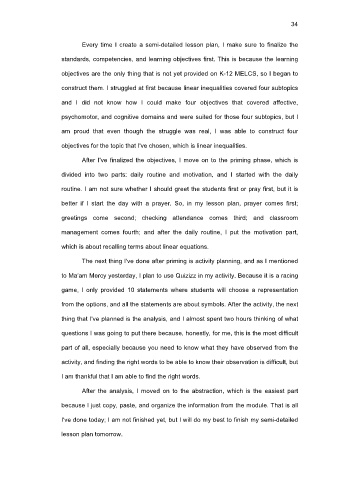 34
Every time I create a semi-detailed lesson plan, I make sure to finalize the
standards, competencies, and learning objectives first. This is because the learning
objectives are the only thing that is not yet provided on K-12 MELCS, so I began to
construct them. I struggled at first because linear inequalities covered four subtopics
and I did not know how I could make four objectives that covered affective,
psychomotor, and cognitive domains and were suited for those four subtopics, but I
am proud that even though the struggle was real, I was able to construct four
objectives for the topic that I've chosen, which is linear inequalities.
After I've finalized the objectives, I move on to the priming phase, which is
divided into two parts: daily routine and motivation, and I started with the daily
routine. I am not sure whether I should greet the students first or pray first, but it is
better if I start the day with a prayer. So, in my lesson plan, prayer comes first;
greetings come second; checking attendance comes third; and classroom
management comes fourth; and after the daily routine, I put the motivation part,
which is about recalling terms about linear equations.
The next thing I've done after priming is activity planning, and as I mentioned
to Ma'am Mercy yesterday, I plan to use Quizizz in my activity. Because it is a racing
game, I only provided 10 statements where students will choose a representation
from the options, and all the statements are about symbols. After the activity, the next
thing that I've planned is the analysis, and I almost spent two hours thinking of what
questions I was going to put there because, honestly, for me, this is the most difficult
part of all, especially because you need to know what they have observed from the
activity, and finding the right words to be able to know their observation is difficult, but
I am thankful that I am able to find the right words.
After the analysis, I moved on to the abstraction, which is the easiest part
because I just copy, paste, and organize the information from the module. That is all
I've done today; I am not finished yet, but I will do my best to finish my semi-detailed
lesson plan tomorrow.